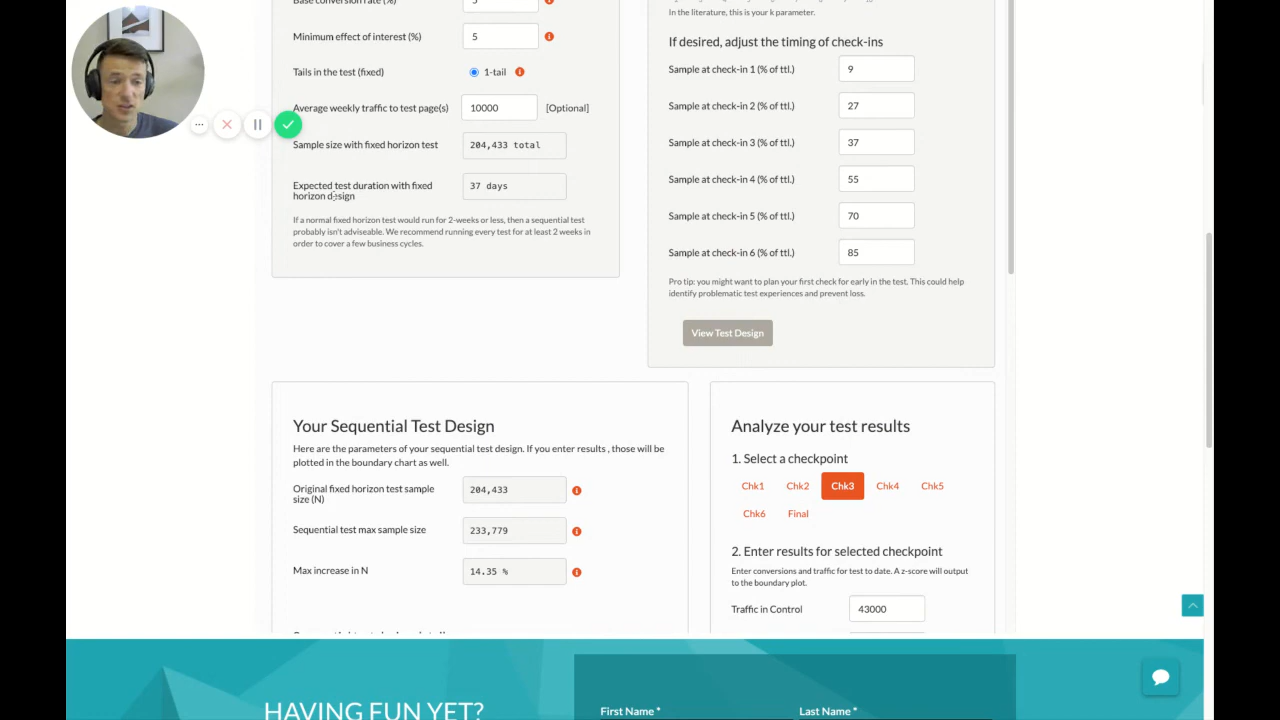 Base conversion rate (%)
5
Minimum effect of interest (%)
5
Tails in the test (fixed)
1-tail
Average weekly traffic to test page(s)
10000
[Optional]
Sample size with fixed horizon test
204,433 total
Expected test duration with fixed
horizon design
37 days
If a normal fixed horizon test would run for 2-weeks or less, then a sequential test
probably isn't adviseable. We recommend running every test for at least 2 weeks in
order to cover a few business cycles.
In the literature, this is your k parameter.
If desired, adjust the timing of check-ins
Sample at check-in 1 (% of ttl.)
9
Sample at check-in 2 (% of ttl.)
27
Sample at check-in 3 (% of ttl.)
37
Sample at check-in 4 (% of ttl.)
55
Sample at check-in 5 (% of ttl.)
70
Sample at check-in 6 (% of ttl.)
85
Pro tip: you might want to plan your first check for early in the test. This could help
identify problematic test experiences and prevent loss.
View Test Design
Your Sequential Test Design
Here are the parameters of your sequential test design. If you enter results , those will be
plotted in the boundary chart as well.
Original fixed horizon test sample
size (N)
204,433
Sequential test max sample size
233,779
Max increase in N
14.35 %
Analyze your test results
1. Select a checkpoint
Chk1 Chk2 Chk3 Chk4 Chk5
Chk6 Final
2. Enter results for selected checkpoint
Enter conversions and traffic for test to date. A z-score will output
to the boundary plot.
Traffic in Control
43000
HAVING FUN YET?
First Name *
Last Name *